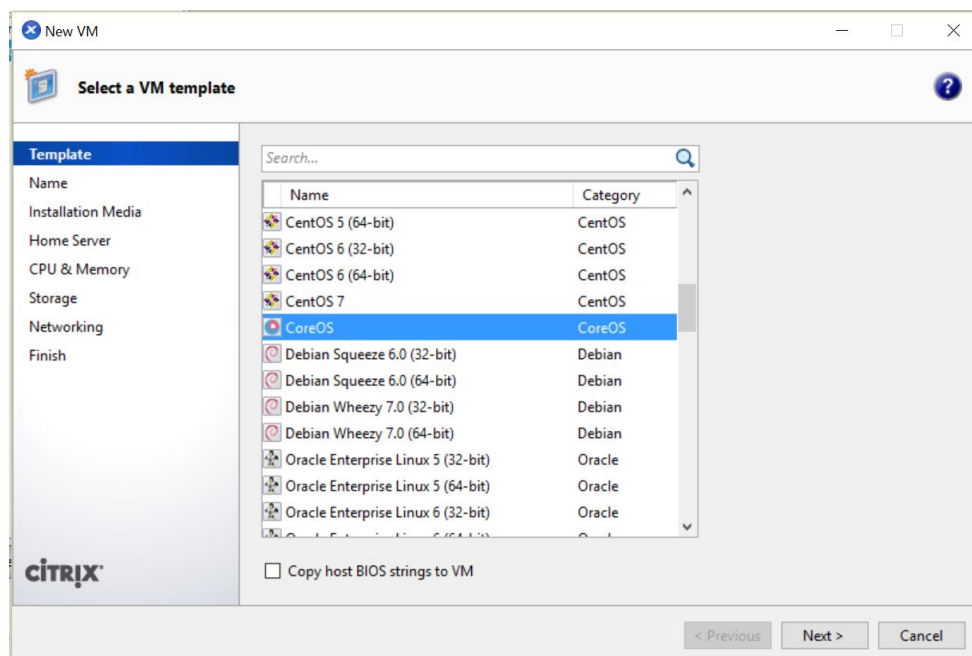 New VM
Select a VM template
?
Template
Name
Installation Media
Home Server
CPU & Memory
Storage
Networking
Finish
Search...
Name Category
CentOS 5 (64-bit) CentOS
CentOS 6 (32-bit) CentOS
CentOS 6 (64-bit) CentOS
CentOS 7 CentOS
CoreOS CoreOS
Debian Squeeze 6.0 (32-bit) Debian
Debian Squeeze 6.0 (64-bit) Debian
Debian Wheezy 7.0 (32-bit) Debian
Debian Wheezy 7.0 (64-bit) Debian
Oracle Enterprise Linux 5 (32-bit) Oracle
Oracle Enterprise Linux 5 (64-bit) Oracle
Oracle Enterprise Linux 6 (32-bit) Oracle
Copy host BIOS strings to VM
CITRIX
< Previous Next > Cancel